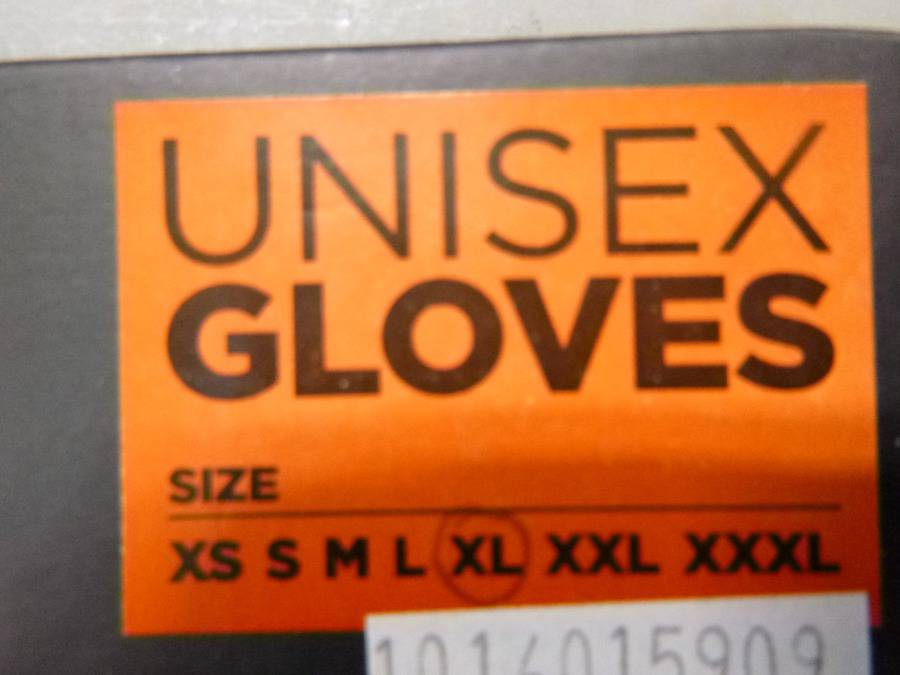 UNISEX
GLOVES
SIZE
XS S M L XL XXL XXXL
1014015909